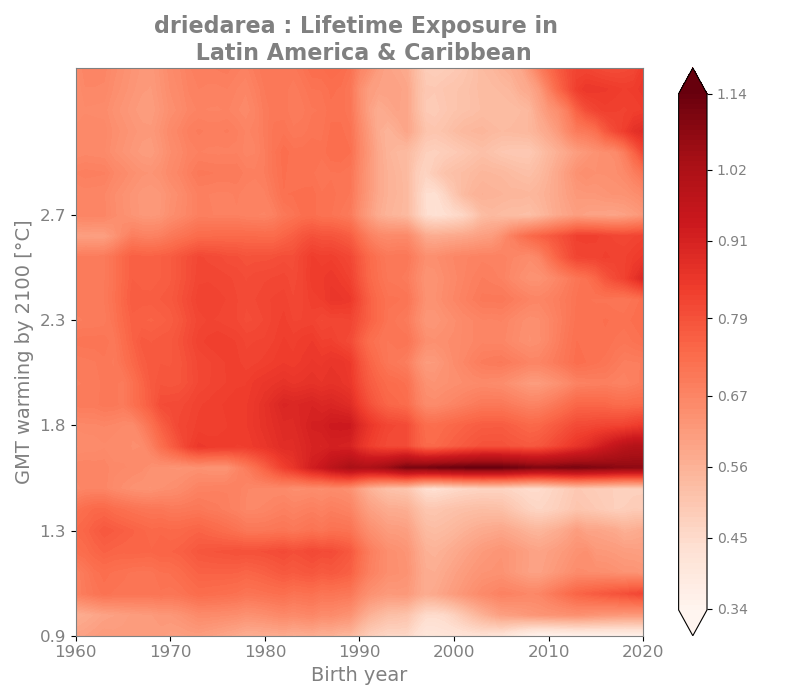 driedarea : Lifetime Exposure in
Latin America & Caribbean
GMT warming by 2100 [°C]
2.7
2.3
1.8
1.3
0.9
1960 1970 1980 1990 2000 2010 2020
Birth year
1.14
1.02
0.91
0.79
0.67
0.56
0.45
0.34